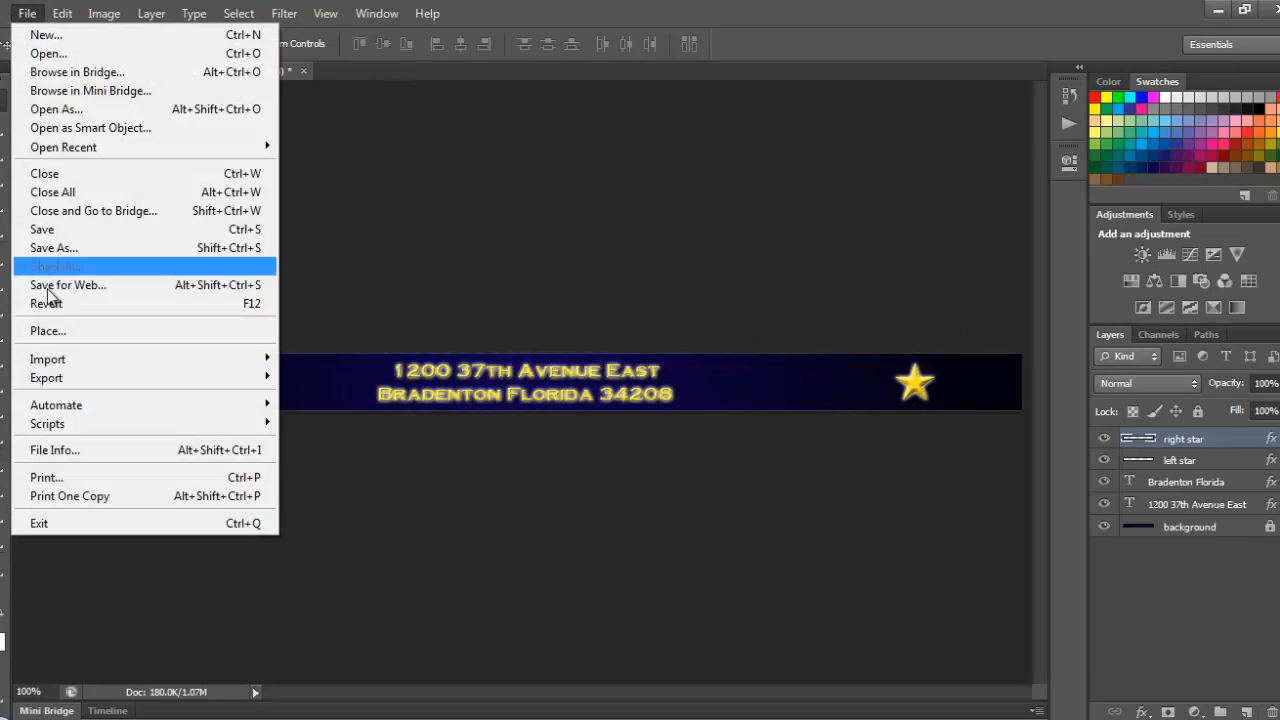 File Edit Image Layer Type Select Filter View Window Help
New... Ctrl+N
Open... Ctrl+O
Browse in Bridge... Alt+Ctrl+O
Browse in Mini Bridge...
Open As... Alt+Shift+Ctrl+O
Open as Smart Object...
Open Recent
Close Ctrl+W
Close All Alt+Ctrl+W
Close and Go to Bridge... Shift+Ctrl+W
Save Ctrl+S
Save As... Shift+Ctrl+S
Check In...
Save for Web... Alt+Shift+Ctrl+S
Revert F12
Place...
Import
Export
Automate
Scripts
File Info... Alt+Shift+Ctrl+I
Print... Ctrl+P
Print One Copy Alt+Shift+Ctrl+P
Exit Ctrl+Q
Controls
Essentials
) *
1200 37th Avenue East
Bradenton Florida 34208
Color Swatches
Adjustments Styles
Add an adjustment
Layers Channels Paths
Kind
Normal Opacity: 100%
Lock: Fill: 100%
right star fx
left star fx
T Bradenton Florida fx
T 1200 37th Avenue East fx
background
100% Doc: 180.0K/1.07M
Mini Bridge Timeline